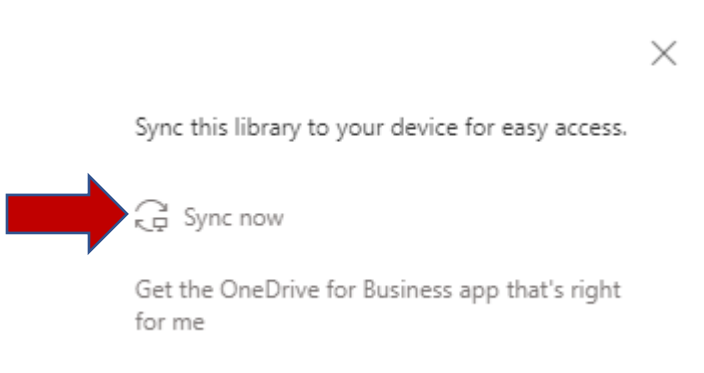 Sync this library to your device for easy access.
Sync now
Get the OneDrive for Business app that's right
for me